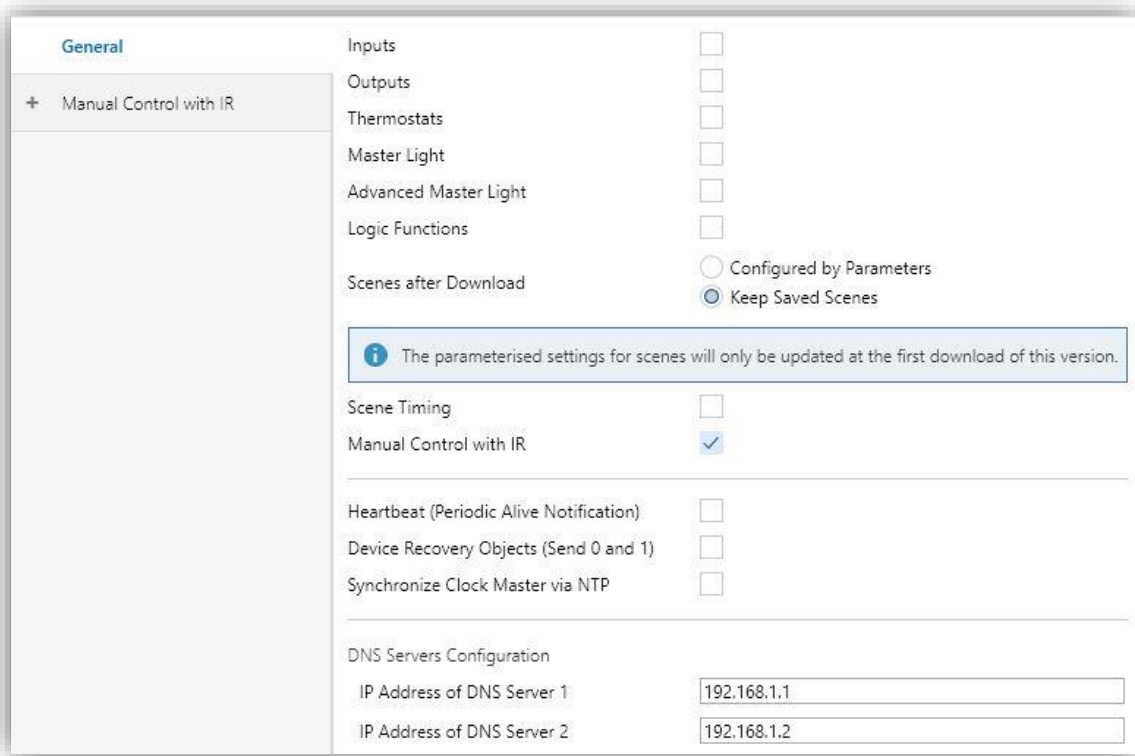 General
+ Manual Control with IR
Inputs
Outputs
Thermostats
Master Light
Advanced Master Light
Logic Functions
Scenes after Download
Configured by Parameters
Keep Saved Scenes
The parameterised settings for scenes will only be updated at the first download of this version.
Scene Timing
Manual Control with IR
Heartbeat (Periodic Alive Notification)
Device Recovery Objects (Send 0 and 1)
Synchronize Clock Master via NTP
DNS Servers Configuration
IP Address of DNS Server 1 192.168.1.1
IP Address of DNS Server 2 192.168.1.2